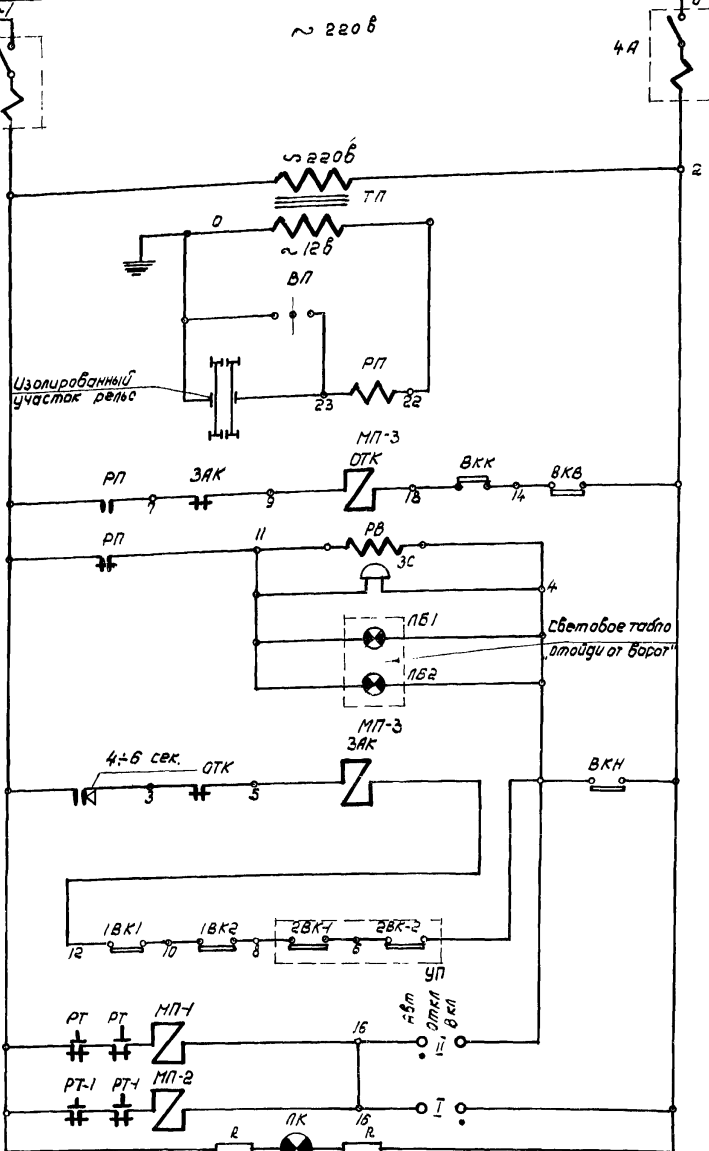 ~ 220 в
4А
~ 220 в
2
ТП
0
~ 12 в
ВП
Изолированный
участок рельс
РП
23
22
МП-3
ОТК
РП
7
ЗАК
9
18
ВКК
14
ВКВ
РП
11
РВ
3С
4
ЛБ1
Световое табло
„отойди от ворот"
ЛБ2
МП-3
ЗАК
4÷6 сек.
ОТК
3
5
ВКН
12
1ВК1
10
1ВК2
8
2ВК-1
6
2ВК-2
УП
Авт
ОТКЛ
ВКЛ
РТ
РТ
МП-1
16
II
РТ-1
РТ-1
МП-2
16
I
R
ЛК
R